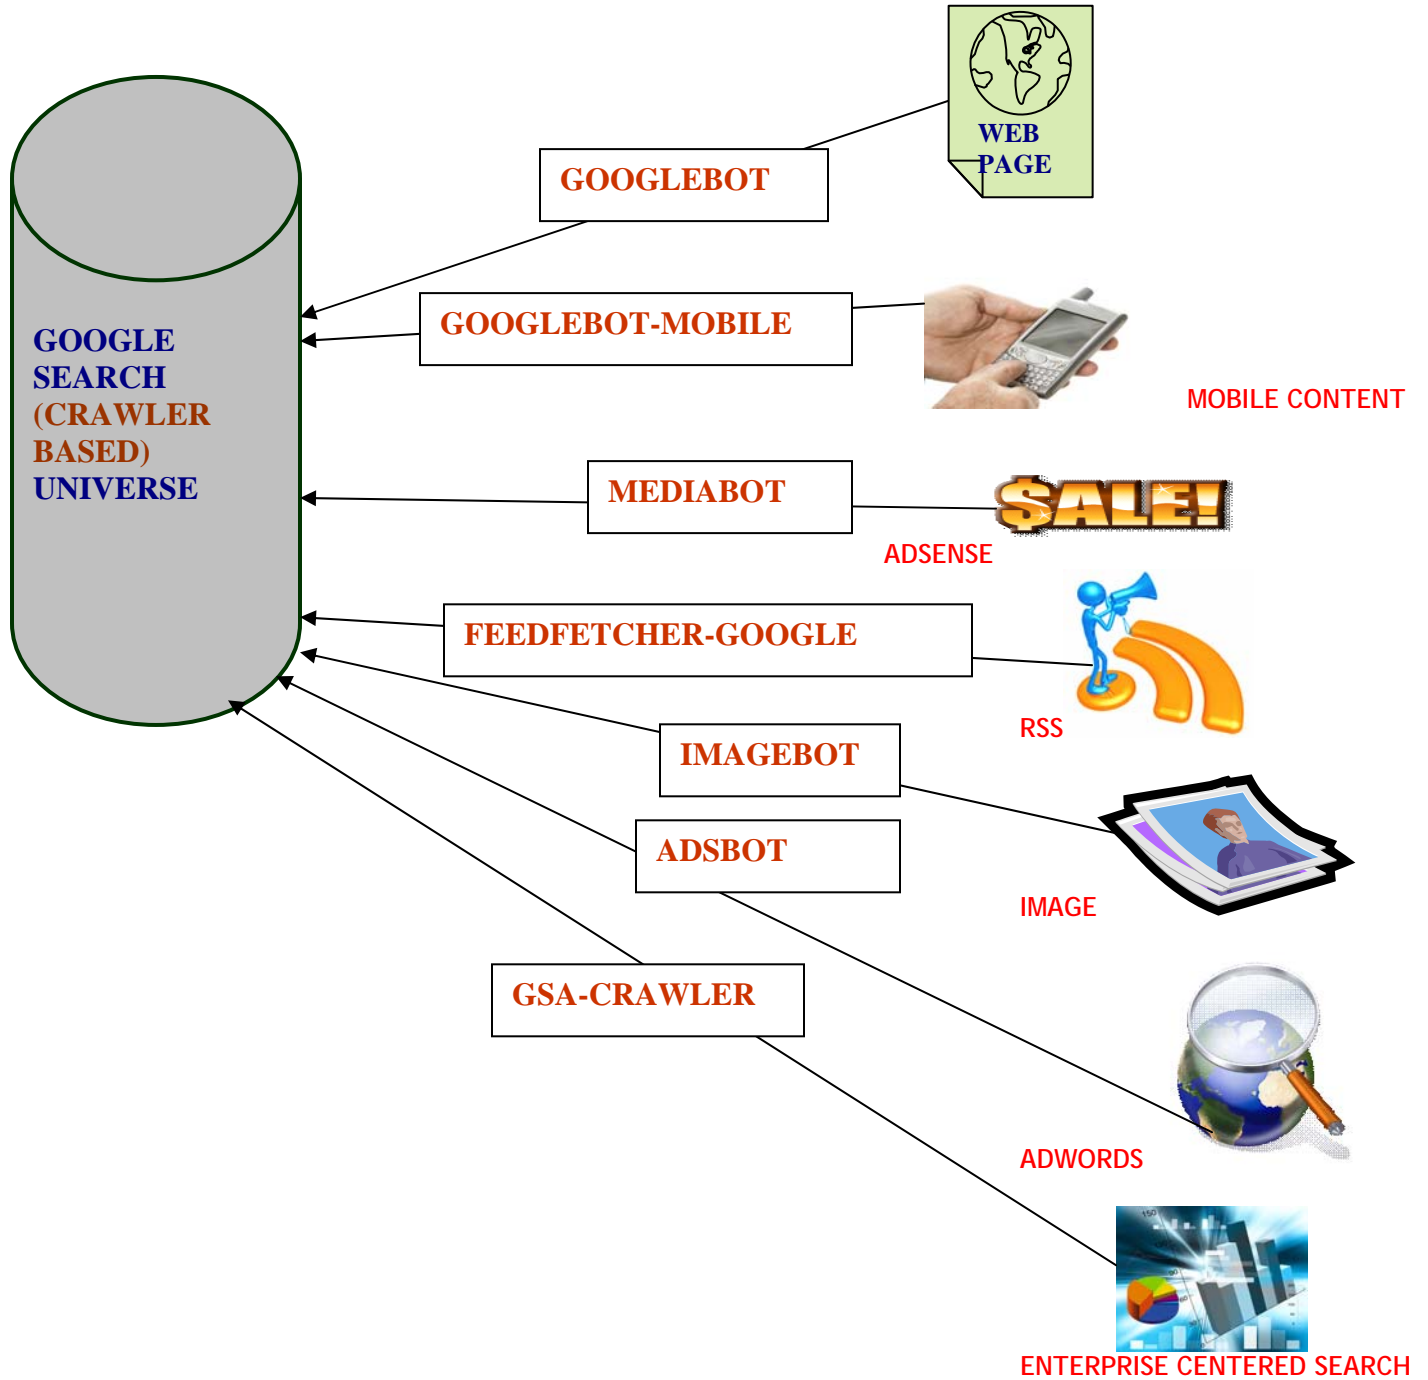 WEB
PAGE
GOOGLEBOT
GOOGLEBOT-MOBILE
GOOGLE
SEARCH
(CRAWLER
BASED)
UNIVERSE
MOBILE CONTENT
MEDIABOT
$ALE!
ADSENSE
FEEDFETCHER-GOOGLE
RSS
IMAGEBOT
ADSBOT
IMAGE
GSA-CRAWLER
ADWORDS
150
ENTERPRISE CENTERED SEARCH